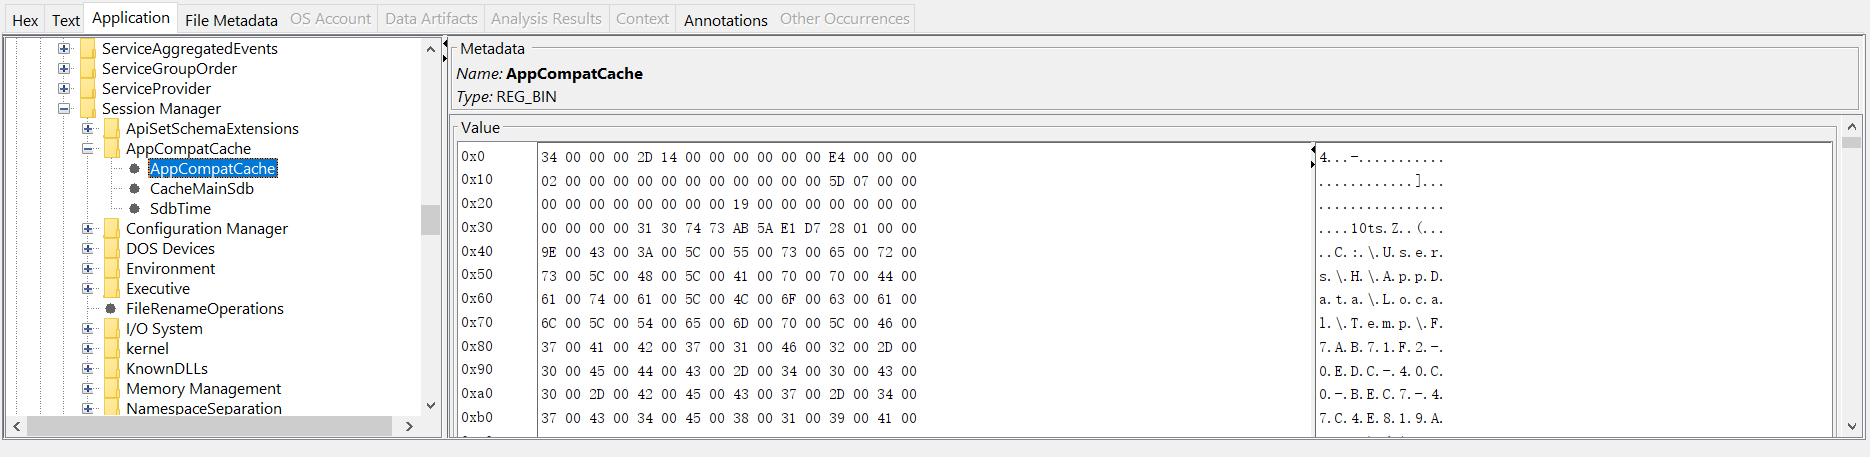 Hex Text Application File Metadata OS Account Data Artifacts Analysis Results Context Annotations Other Occurrences
ServiceAggregatedEvents
ServiceGroupOrder
ServiceProvider
Session Manager
ApiSetSchemaExtensions
AppCompatCache
AppCompatCache
CacheMainSdb
SdbTime
Configuration Manager
DOS Devices
Environment
Executive
FileRenameOperations
I/O System
kernel
KnownDLLs
Memory Management
NamespaceSeparation
Metadata
Name: AppCompatCache
Type: REG_BIN
Value
0x0 34 00 00 00 2D 14 00 00 00 00 00 00 E4 00 00 00 4...-...........
0x10 02 00 00 00 00 00 00 00 00 00 00 00 5D 07 00 00 ............]...
0x20 00 00 00 00 00 00 00 00 19 00 00 00 00 00 00 00 ................
0x30 00 00 00 00 31 30 74 73 AB 5A E1 D7 28 01 00 00 ....10ts.Z..(...
0x40 9E 00 43 00 3A 00 5C 00 55 00 73 00 65 00 72 00 ..C.:.\.U.s.e.r.
0x50 73 00 5C 00 48 00 5C 00 41 00 70 00 70 00 44 00 s.\.H.\.A.p.p.D.
0x60 61 00 74 00 61 00 5C 00 4C 00 6F 00 63 00 61 00 a.t.a.\.L.o.c.a.
0x70 6C 00 5C 00 54 00 65 00 6D 00 70 00 5C 00 46 00 l.\.T.e.m.p.\.F.
0x80 37 00 41 00 42 00 37 00 31 00 46 00 32 00 2D 00 7.A.B.7.1.F.2.-.
0x90 30 00 45 00 44 00 43 00 2D 00 34 00 30 00 43 00 0.E.D.C.-.4.0.C.
0xa0 30 00 2D 00 42 00 45 00 43 00 37 00 2D 00 34 00 0.-.B.E.C.7.-.4.
0xb0 37 00 43 00 34 00 45 00 38 00 31 00 39 00 41 00 7.C.4.E.8.1.9.A.